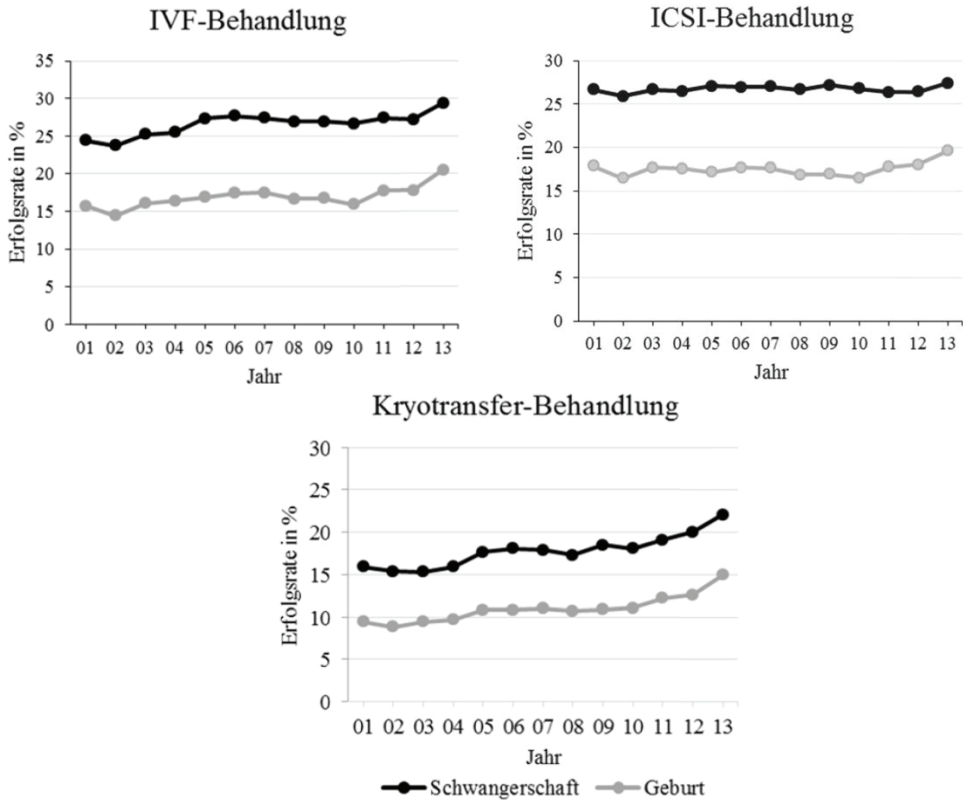 IVF-Behandlung
Erfolgsrate in %
35
30
25
20
15
10
5
0
01 02 03 04 05 06 07 08 09 10 11 12 13
Jahr
ICSI-Behandlung
Erfolgsrate in %
30
25
20
15
10
5
0
01 02 03 04 05 06 07 08 09 10 11 12 13
Jahr
Kryotransfer-Behandlung
Erfolgsrate in %
30
25
20
15
10
5
0
01 02 03 04 05 06 07 08 09 10 11 12 13
Jahr
Schwangerschaft Geburt